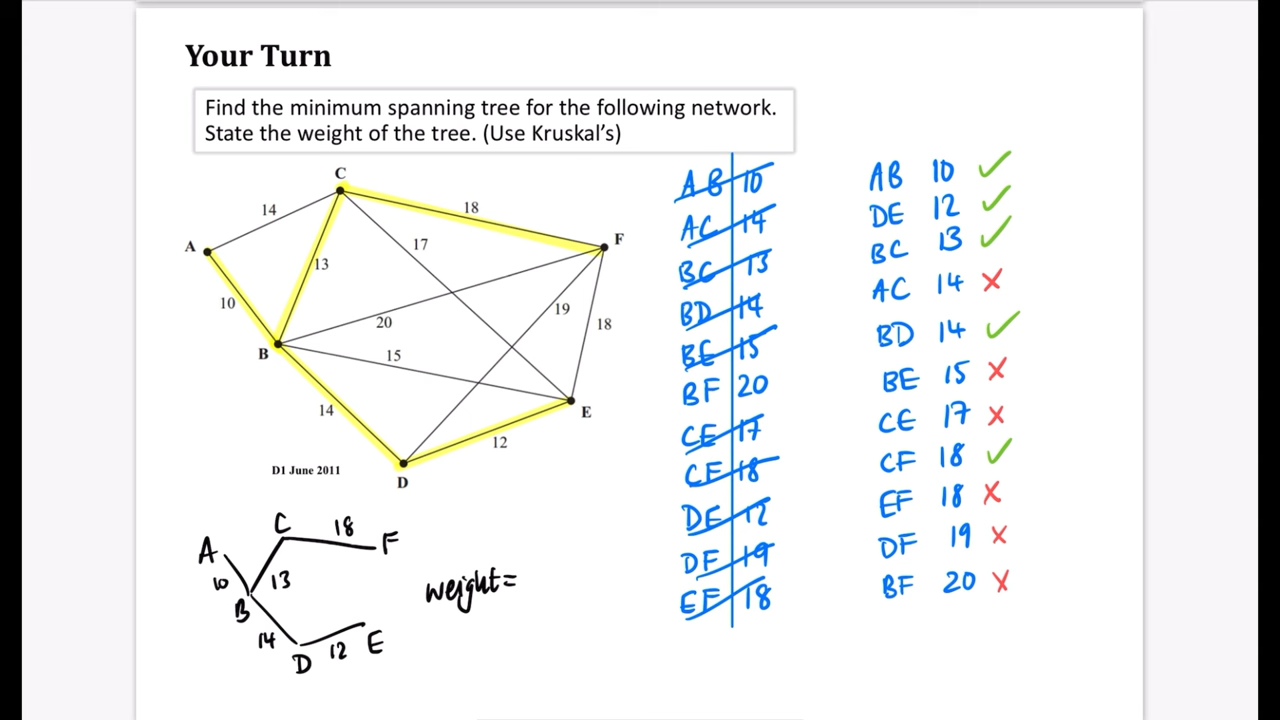 Your Turn
Find the minimum spanning tree for the following network.
State the weight of the tree. (Use Kruskal's)
C
14
18
A
F
17
13
10
19
20
18
B
15
14
E
12
D1 June 2011
D
AB 10
AC 14
BC 13
BD 14
BE 15
BF 20
CE 17
CF 18
DE 12
DF 19
EF 18
AB 10 ✓
DE 12 ✓
BC 13 ✓
AC 14 ✗
BD 14 ✓
BE 15 ✗
CE 17 ✗
CF 18 ✓
EF 18 ✗
DF 19 ✗
BF 20 ✗
C
18
A
F
10
13
B
14
D
12
E
weight=